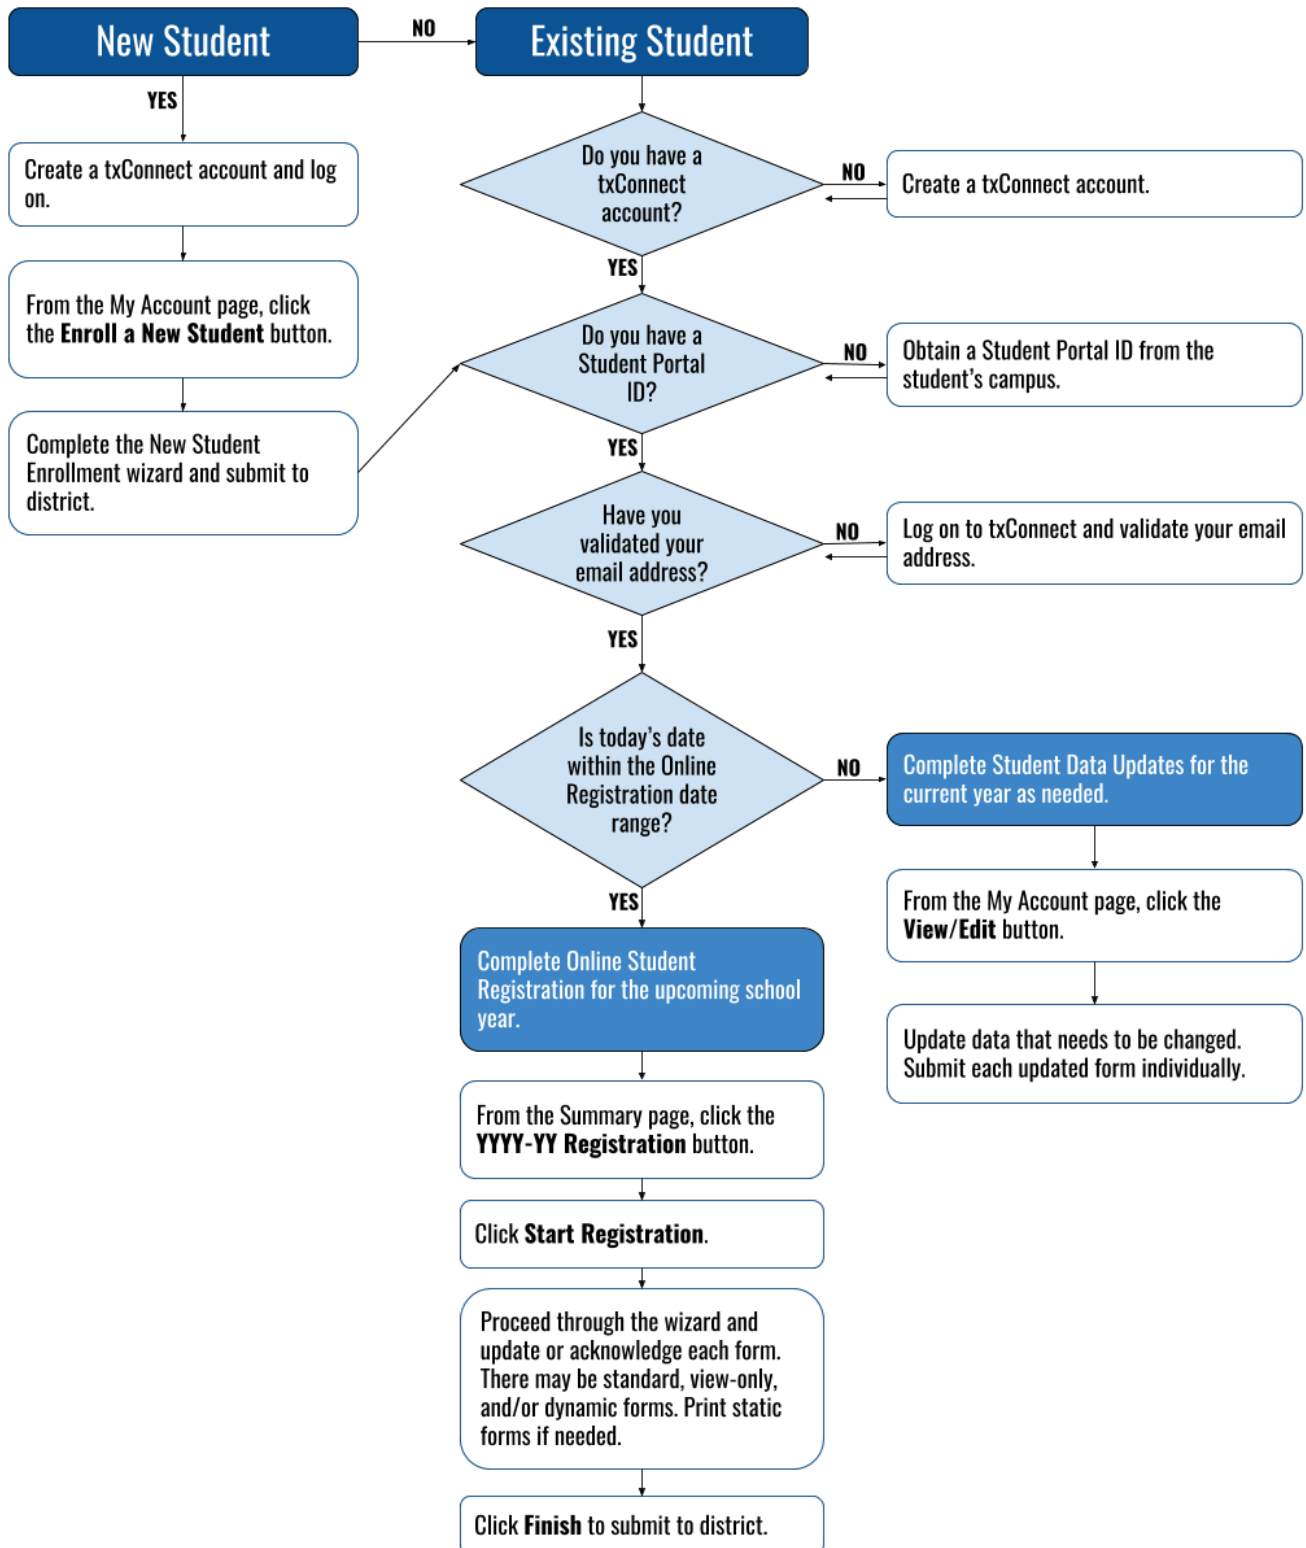 New Student
NO
Existing Student
YES
Create a txConnect account and log
on.
From the My Account page, click
the Enroll a New Student button.
Complete the New Student
Enrollment wizard and submit to
district.
Do you have a
txConnect
account?
NO
Create a txConnect account.
YES
Do you have a
Student Portal
ID?
NO
Obtain a Student Portal ID from the
student's campus.
YES
Have you
validated your
email address?
NO
Log on to txConnect and validate your email
address.
YES
Is today's date
within the Online
Registration date
range?
NO
Complete Student Data Updates for the
current year as needed.
From the My Account page, click the
View/Edit button.
Update data that needs to be changed.
Submit each updated form individually.
YES
Complete Online Student
Registration for the upcoming school
year.
From the Summary page, click the
YYYY-YY Registration button.
Click Start Registration.
Proceed through the wizard and
update or acknowledge each form.
There may be standard, view-only,
and/or dynamic forms. Print static
forms if needed.
Click Finish to submit to district.